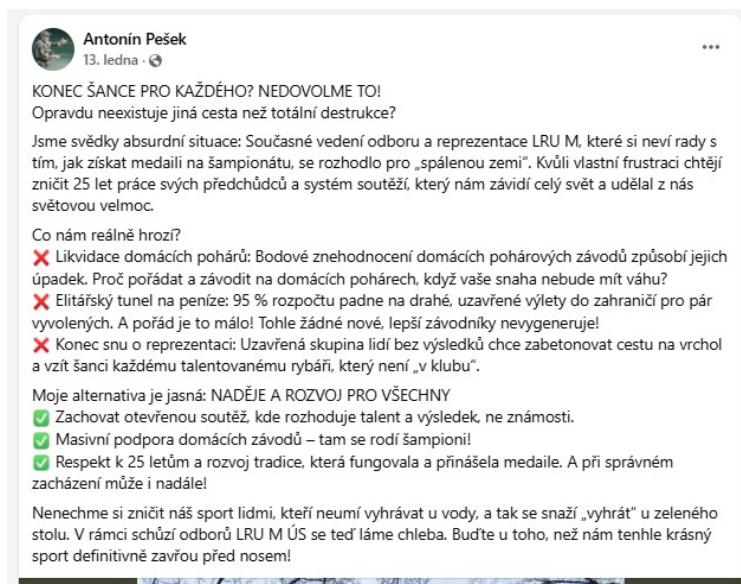 Antonín Pešek
13. ledna ·
KONEC ŠANCE PRO KAŽDÉHO? NEDOVOLME TO!
Opravdu neexistuje jiná cesta než totální destrukce?
Jsme svědky absurdní situace: Současné vedení odboru a reprezentace LRU M, které si neví rady s
tím, jak získat medaili na šampionátu, se rozhodlo pro „spálenou zemi“. Kvůli vlastní frustraci chtějí
zničit 25 let práce svých předchůdců a systém soutěží, který nám závidí celý svět a udělal z nás
světovou velmoc.
Co nám reálně hrozí?
❌ Likvidace domácích pohárů: Bodové znehodnocení domácích pohárových závodů způsobí jejich
úpadek. Proč pořádat a závodit na domácích pohárech, když vaše snaha nebude mít váhu?
❌ Elitářský tunel na peníze: 95 % rozpočtu padne na drahé, uzavřené výlety do zahraničí pro pár
vyvolených. A pořád je to málo! Tohle žádné nové, lepší závodníky nevygeneruje!
❌ Konec snu o reprezentaci: Uzavřená skupina lidí bez výsledků chce zabetonovat cestu na vrchol
a vzít šanci každému talentovanému rybáři, který není „v klubu“.
Moje alternativa je jasná: NADĚJE A ROZVOJ PRO VŠECHNY
✅ Zachovat otevřenou soutěž, kde rozhoduje talent a výsledek, ne známosti.
✅ Masivní podpora domácích závodů – tam se rodí šampioni!
✅ Respekt k 25 letům a rozvoj tradice, která fungovala a přinášela medaile. A při správném
zacházení může i nadále!
Nenechme si zničit náš sport lidmi, kteří neumí vyhrávat u vody, a tak se snaží „vyhrát“ u zeleného
stolu. V rámci schůzí odborů LRU M ÚS se teď láme chleba. Buďte u toho, než nám tenhle krásný
sport definitivně zavřou před nosem!